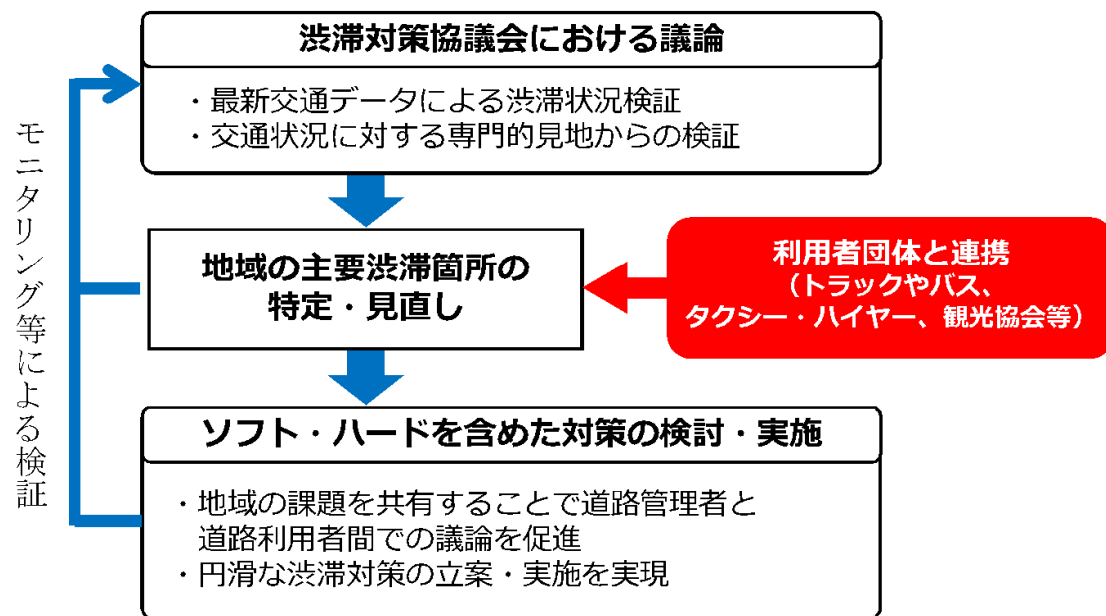 渋滞対策協議会における議論
・最新交通データによる渋滞状況検証
・交通状況に対する専門的見地からの検証
モニタリング等による検証
地域の主要渋滞箇所の
特定・見直し
利用者団体と連携
（トラックやバス、
タクシー・ハイヤー、観光協会等）
ソフト・ハードを含めた対策の検討・実施
・地域の課題を共有することで道路管理者と
道路利用者間での議論を促進
・円滑な渋滞対策の立案・実施を実現